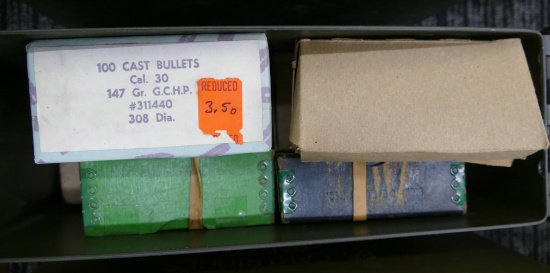 100 CAST BULLETS
Cal. 30
147 Gr. G.C.H.P.
#311440
308 Dia.
REDUCED
3.50